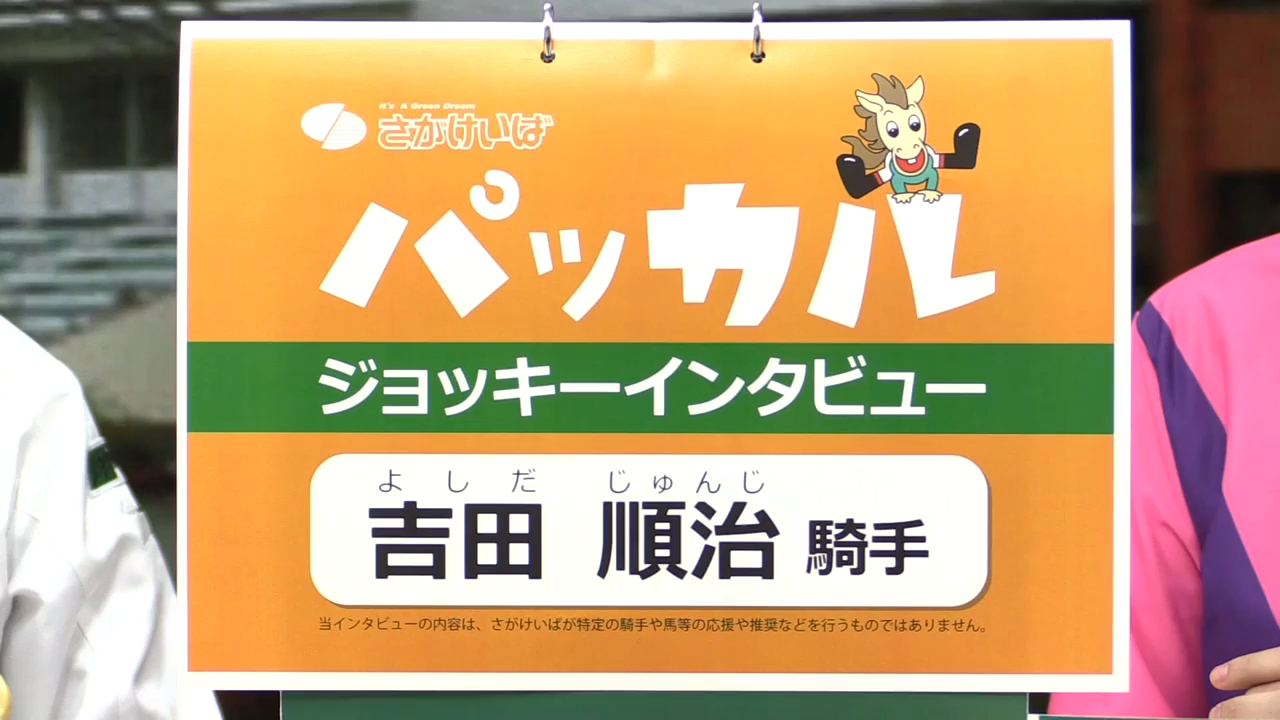 It's A Green Dream
さがけいば
パッカル
ジョッキーインタビュー
よしだ じゅんじ
吉田 順治 騎手
当インタビューの内容は、さがけいばが特定の騎手や馬等の応援や推奨などを行うものではありません。